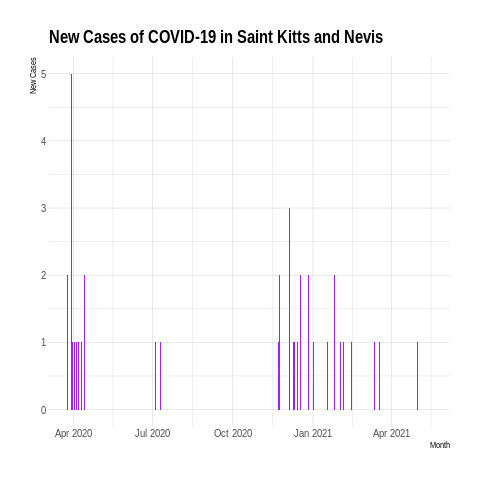 New Cases of COVID-19 in Saint Kitts and Nevis
New Cases
5
4
3
2
1
0
Apr 2020 Jul 2020 Oct 2020 Jan 2021 Apr 2021
Month